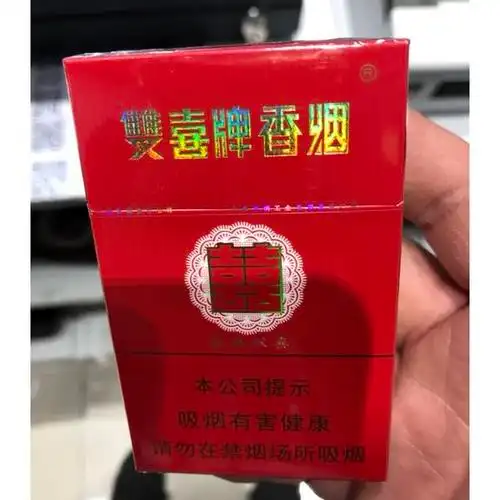 雙喜牌香烟
®
囍
本公司提示
吸烟有害健康
请勿在禁烟场所吸烟